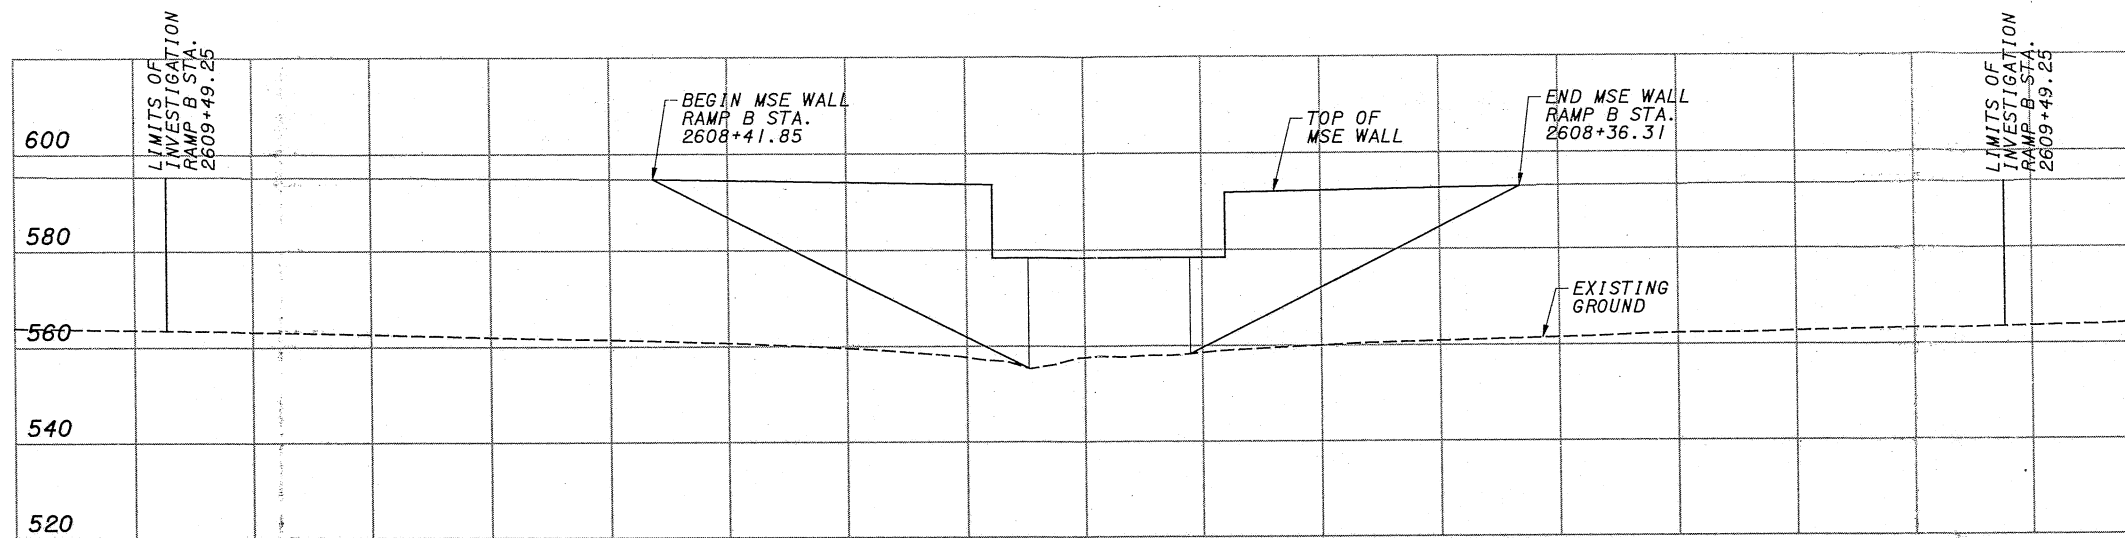 LIMITS OF
INVESTIGATION
RAMP B STA.
2609+49.25
BEGIN MSE WALL
RAMP B STA.
2608+41.85
TOP OF
MSE WALL
END MSE WALL
RAMP B STA.
2608+36.31
LIMITS OF
INVESTIGATION
RAMP B STA.
2609+49.25
600
580
EXISTING
GROUND
560
540
520